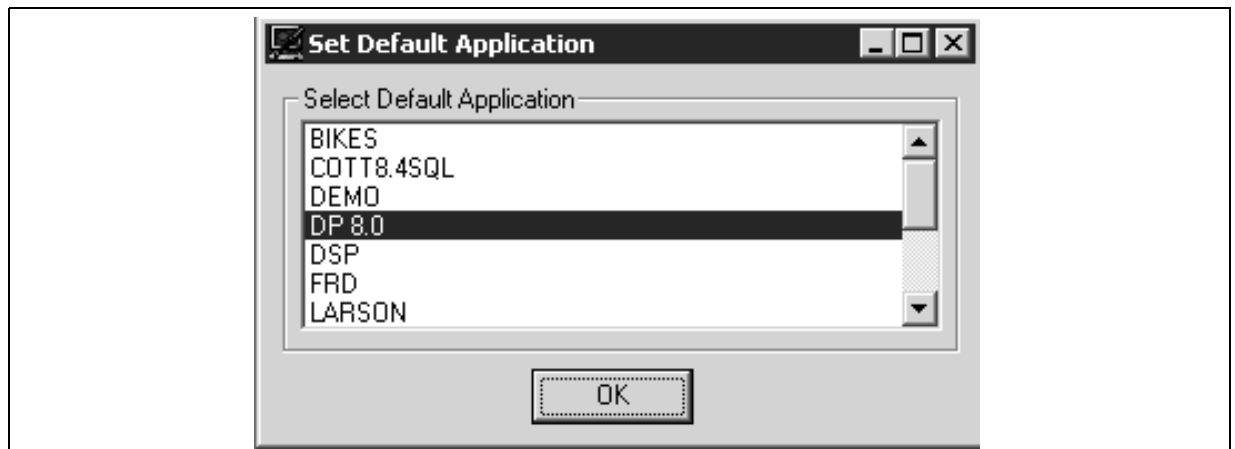 Set Default Application
Select Default Application
BIKES
COTT8.4SQL
DEMO
DP 8.0
DSP
FRD
LARSON
OK